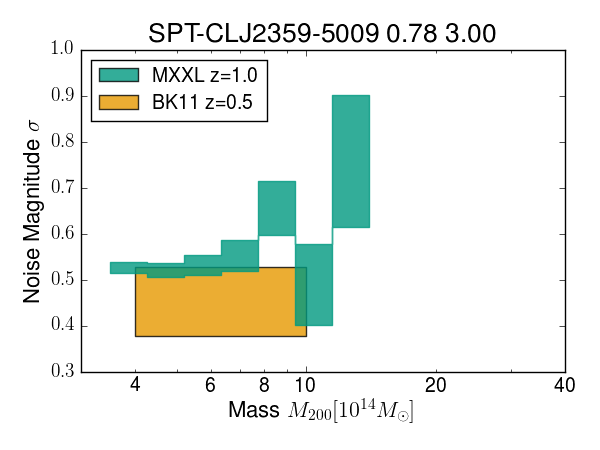 SPT-CLJ2359-5009 0.78 3.00
1.0
0.9
0.8
0.7
0.6
0.5
0.4
0.3
Noise Magnitude σ
MXXL z=1.0
BK11 z=0.5
4 6 8 10 20 40
Mass M₂₀₀[10¹⁴M☉]